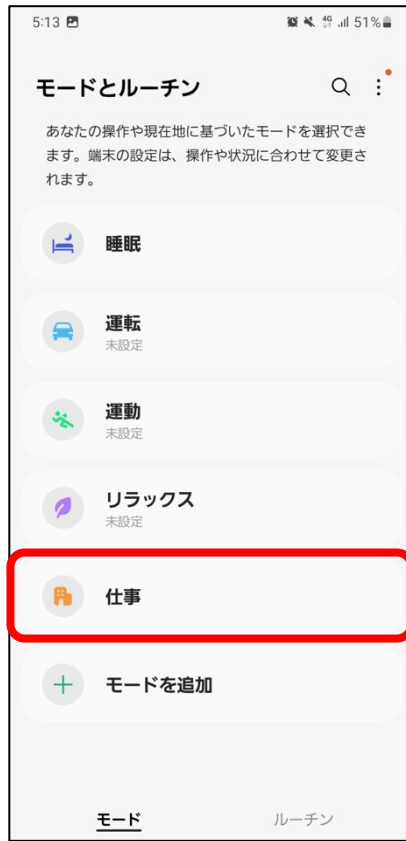 5:13 4G 51%
モードとルーチン
あなたの操作や現在地に基づいたモードを選択でき
ます。端末の設定は、操作や状況に合わせて変更さ
れます。
睡眠
運転
未設定
運動
未設定
リラックス
未設定
仕事
モードを追加
モード ルーチン